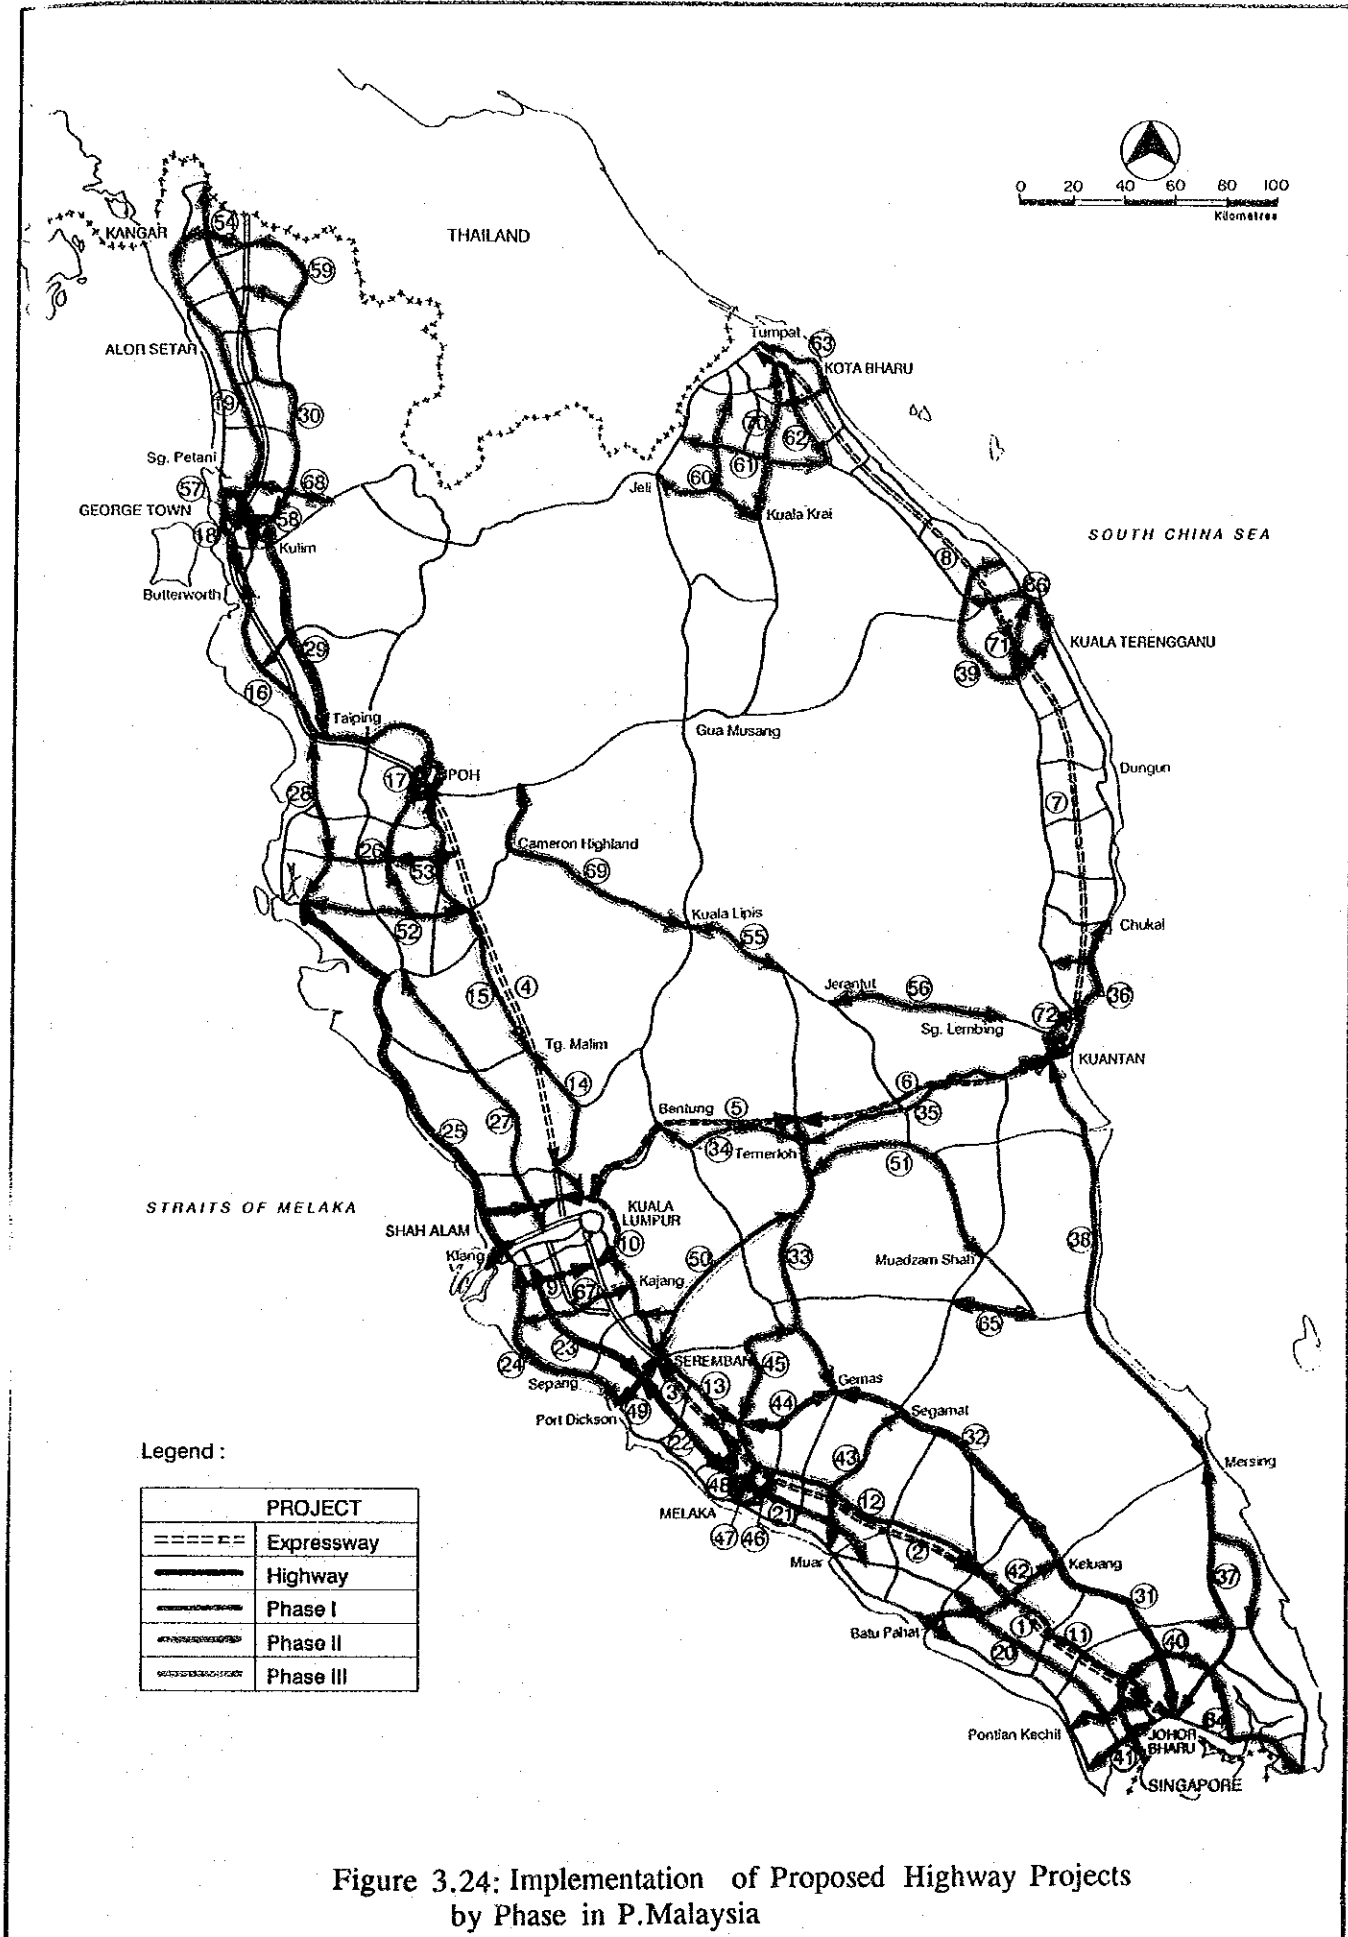 0 20 40 60 80 100
Kilometres
54
KANGAR
THAILAND
59
Tumpat
63
ALOR SETAR
KOTA BHARU
19
30
70
62
Sg. Petani
61
57
68
60
Jeli
GEORGE TOWN
58
Kuala Krai
18
Kulim
SOUTH CHINA SEA
8
Butterworth
66
29
71
KUALA TERENGGANU
39
16
Taiping
Gua Musang
17
IPOH
Dungun
28
7
26
Cameron Highland
53
69
52
Kuala Lipis
Chukai
55
15
4
Jerantut
56
36
Sg. Lembing
72
Tg. Malim
KUANTAN
14
6
27
Bentung
5
35
25
34
Temerloh
51
STRAITS OF MELAKA
KUALA
LUMPUR
SHAH ALAM
10
38
Klang
50
33
Muadzam Shah
9
67
Kajang
65
23
24
SEREMBAN
45
Sepang
3
13
Gemas
Port Dickson
49
44
Segamat
22
32
Legend :
43
Mersing
48
PROJECT
MELAKA
21
12
Expressway
47
46
2
Muar
Highway
42
Keluang
37
Phase I
31
Batu Pahat
1
11
Phase II
20
40
Phase III
Pontian Kechil
64
JOHOR
BHARU
41
SINGAPORE
Figure 3.24: Implementation of Proposed Highway Projects
by Phase in P.Malaysia